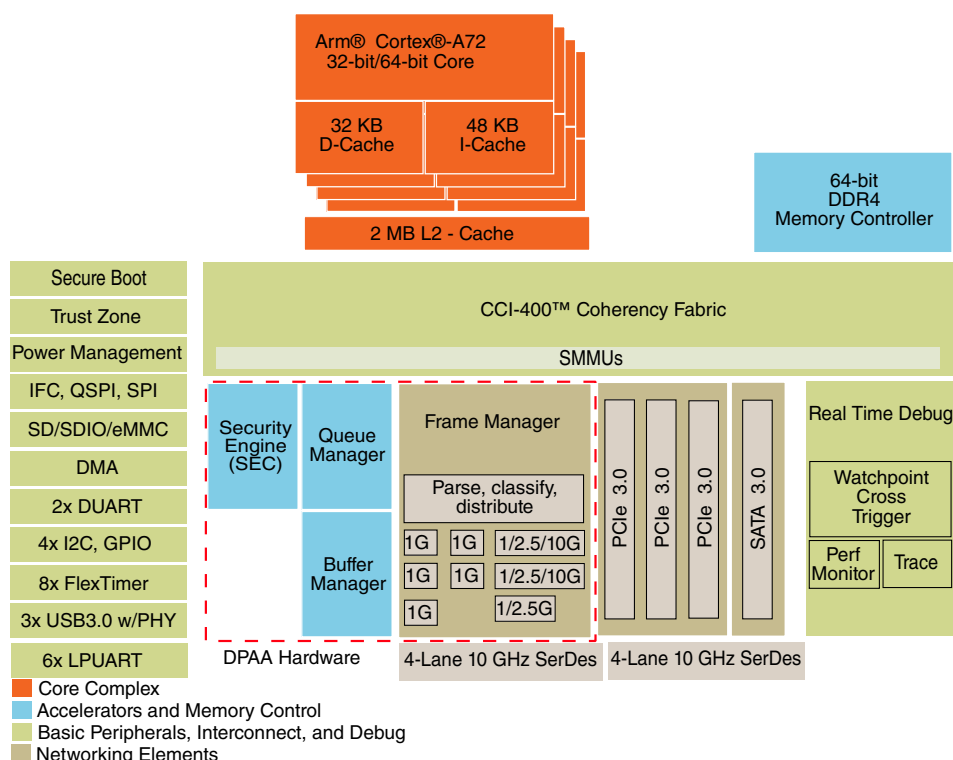 Arm® Cortex®-A72
32-bit/64-bit Core
32 KB
D-Cache
48 KB
I-Cache
2 MB L2 - Cache
64-bit
DDR4
Memory Controller
Secure Boot
Trust Zone
Power Management
IFC, QSPI, SPI
SD/SDIO/eMMC
DMA
2x DUART
4x I2C, GPIO
8x FlexTimer
3x USB3.0 w/PHY
6x LPUART
CCI-400™ Coherency Fabric
SMMUs
Security
Engine
(SEC)
Queue
Manager
Buffer
Manager
Frame Manager
Parse, classify,
distribute
1G
1G
1/2.5/10G
1G
1G
1/2.5/10G
1G
1/2.5G
PCIe 3.0
PCIe 3.0
PCIe 3.0
SATA 3.0
Real Time Debug
Watchpoint
Cross
Trigger
Perf
Monitor
Trace
DPAA Hardware
4-Lane 10 GHz SerDes
4-Lane 10 GHz SerDes
Core Complex
Accelerators and Memory Control
Basic Peripherals, Interconnect, and Debug
Networking Elements